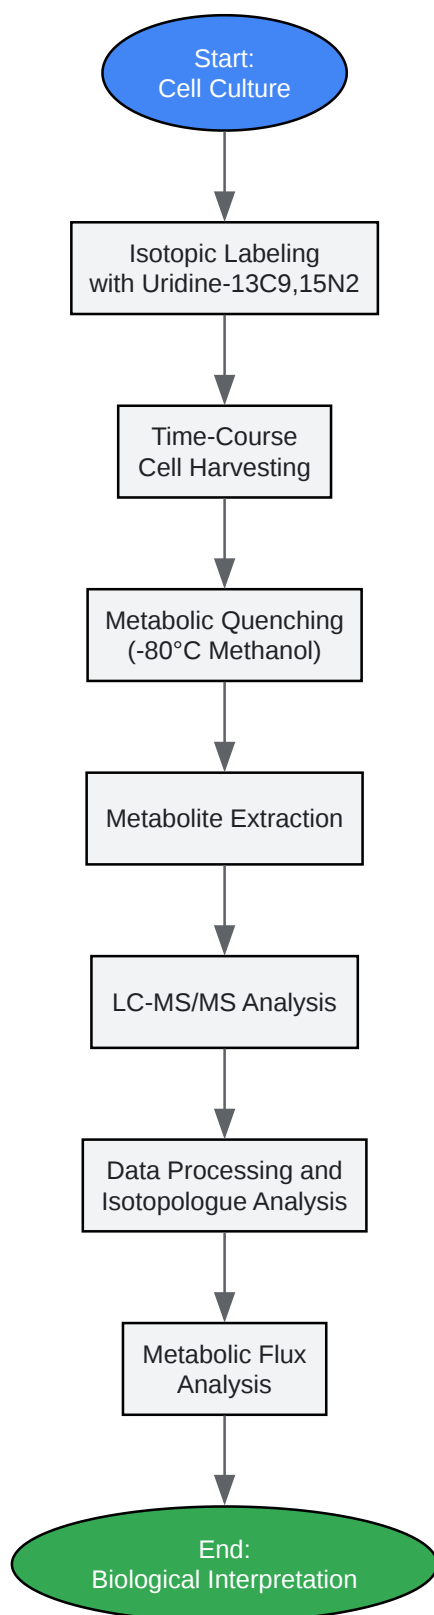 Start:
Cell Culture
Isotopic Labeling
with Uridine-13C9,15N2
Time-Course
Cell Harvesting
Metabolic Quenching
(-80°C Methanol)
Metabolite Extraction
LC-MS/MS Analysis
Data Processing and
Isotopologue Analysis
Metabolic Flux
Analysis
End:
Biological Interpretation